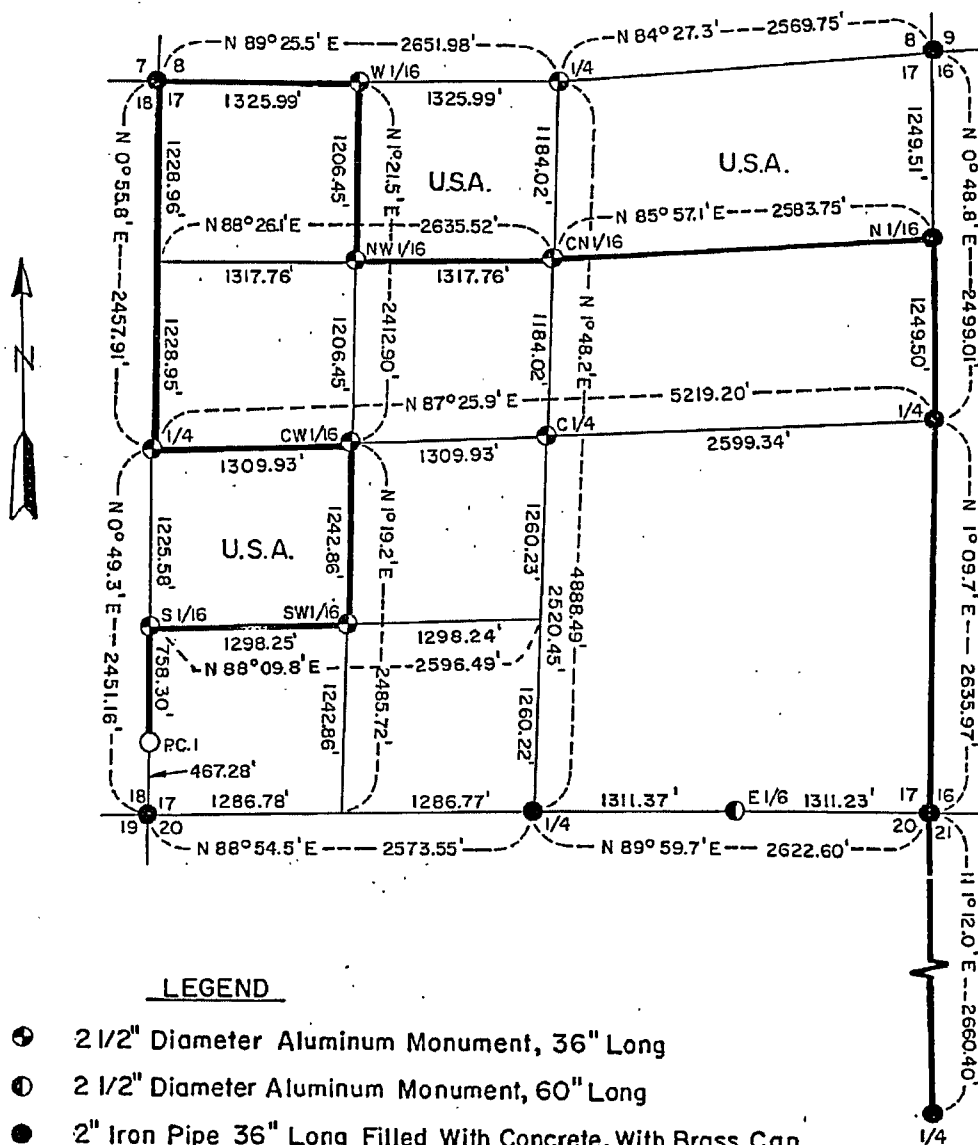 N 89° 25.5' E 2651.98'
N 84° 27.3' 2569.75'
7 8
18 17
W 1/16
1/4
8 9
17 16
1325.99'
1325.99'
N 0° 55.8' E 2457.91'
1228.96'
1206.45'
N 1° 21.5' E 2412.90'
U.S.A.
1184.02'
U.S.A.
1249.51'
N 0° 48.8' E 2499.01'
N 88° 26.1' E 2635.52'
N 85° 57.1' E 2583.75'
NW 1/16
CN 1/16
N 1/16
1317.76'
1317.76'
N
1228.95'
1206.45'
1184.02'
N 1° 48.2' E 4888.49'
1249.50'
N 87° 25.9' E 5219.20'
1/4
CW 1/16
C 1/4
1/4
1309.93'
1309.93'
2599.34'
N 0° 49.3' E 2451.16'
1225.58'
U.S.A.
1242.86'
N 1° 19.2' E 2485.72'
1260.23'
2520.45'
N 1° 09.7' E 2635.97'
S 1/16
SW 1/16
1298.25'
1298.24'
N 88° 09.8' E 2596.49'
758.30'
1242.86'
1260.22'
P.C. 1
467.28'
18 17
19 20
1286.78'
1286.77'
1/4
1311.37'
E 1/6
1311.23'
17 16
20 21
N 88° 54.5' E 2573.55'
N 89° 59.7' E 2622.60'
N 1° 12.0' E 2660.40'
1/4
LEGEND
2 1/2" Diameter Aluminum Monument, 36" Long
2 1/2" Diameter Aluminum Monument, 60" Long
2" Iron Pipe 36" Long Filled With Concrete, With Brass Cap